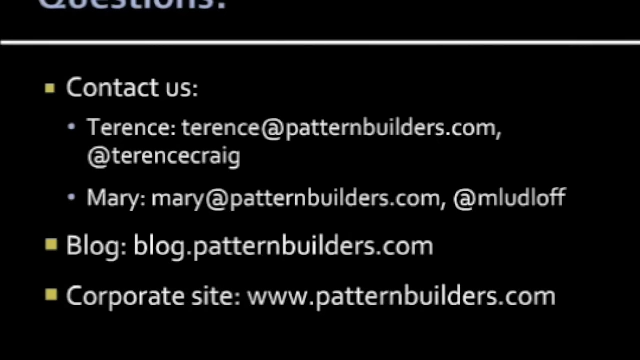 Questions?
Contact us:
Terence: terence@patternbuilders.com,
@terencecraig
Mary: mary@patternbuilders.com, @mludloff
Blog: blog.patternbuilders.com
Corporate site: www.patternbuilders.com